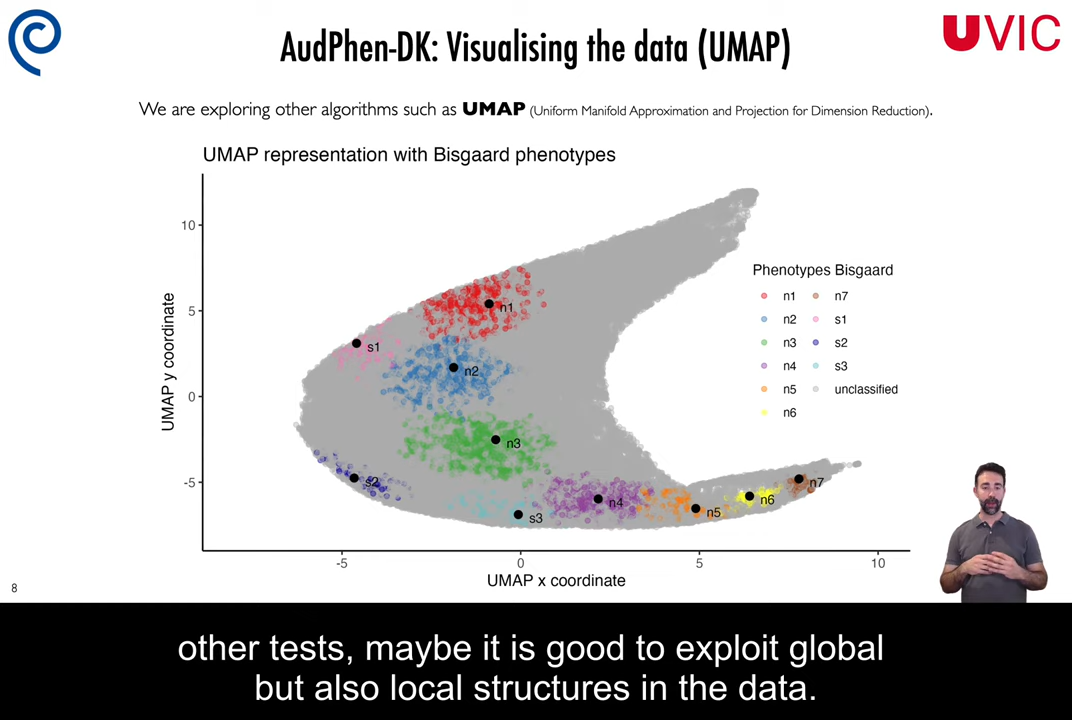 AudPhen-DK: Visualising the data (UMAP)
UVIC
We are exploring other algorithms such as UMAP (Uniform Manifold Approximation and Projection for Dimension Reduction).
UMAP representation with Bisgaard phenotypes
10
5
0
-5
UMAP y coordinate
n1
s1
n2
n3
s2
s3
n4
n5
n6
n7
Phenotypes Bisgaard
n1 n7
n2 s1
n3 s2
n4 s3
n5 unclassified
n6
-5 0 5 10
UMAP x coordinate
8
other tests, maybe it is good to exploit global
but also local structures in the data.